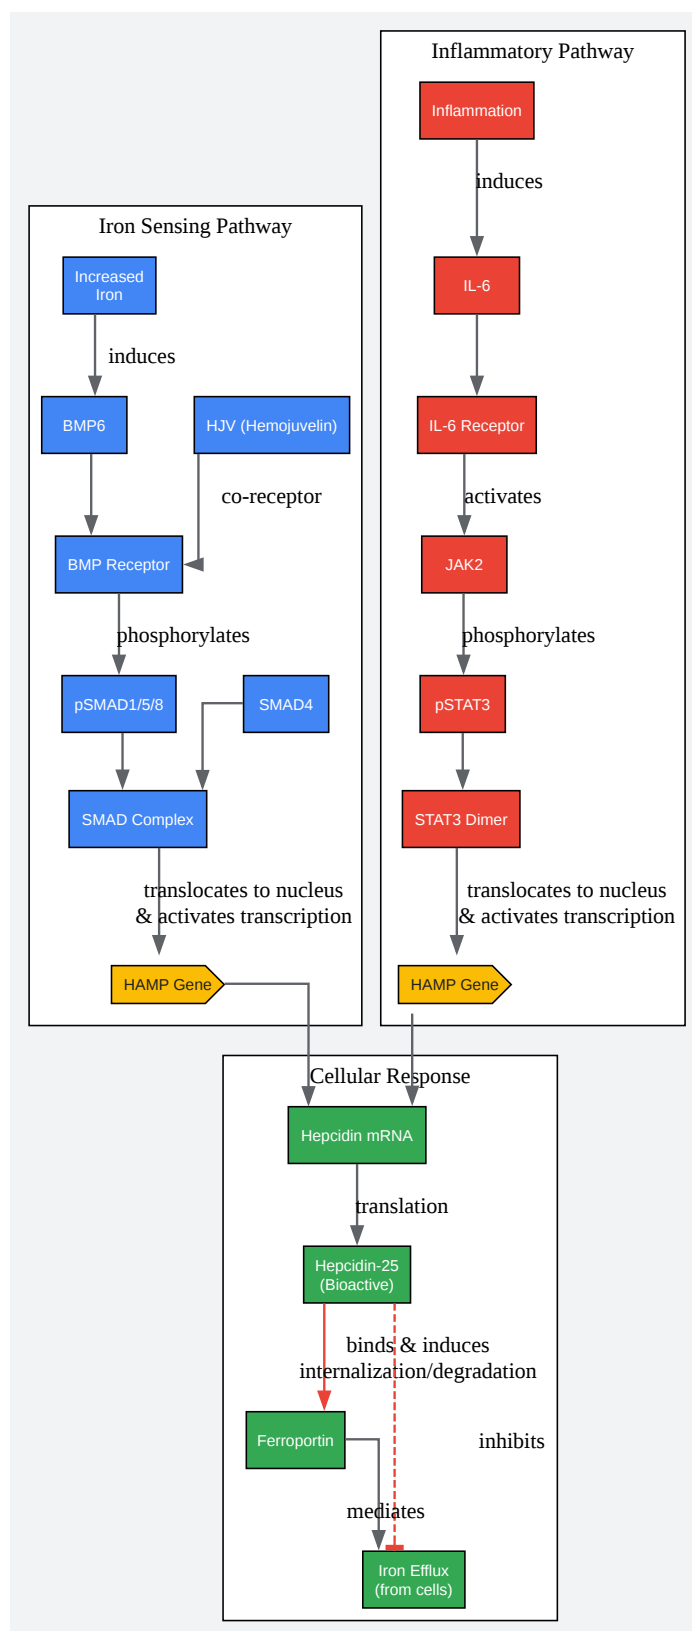 Inflammatory Pathway
Inflammation
induces
IL-6
IL-6 Receptor
activates
JAK2
phosphorylates
pSTAT3
STAT3 Dimer
translocates to nucleus
& activates transcription
HAMP Gene
Iron Sensing Pathway
Increased
Iron
induces
BMP6
HJV (Hemojuvelin)
co-receptor
BMP Receptor
phosphorylates
pSMAD1/5/8
SMAD4
SMAD Complex
translocates to nucleus
& activates transcription
HAMP Gene
Cellular Response
Hepcidin mRNA
translation
Hepcidin-25
(Bioactive)
binds & induces
internalization/degradation
Ferroportin
inhibits
mediates
Iron Efflux
(from cells)